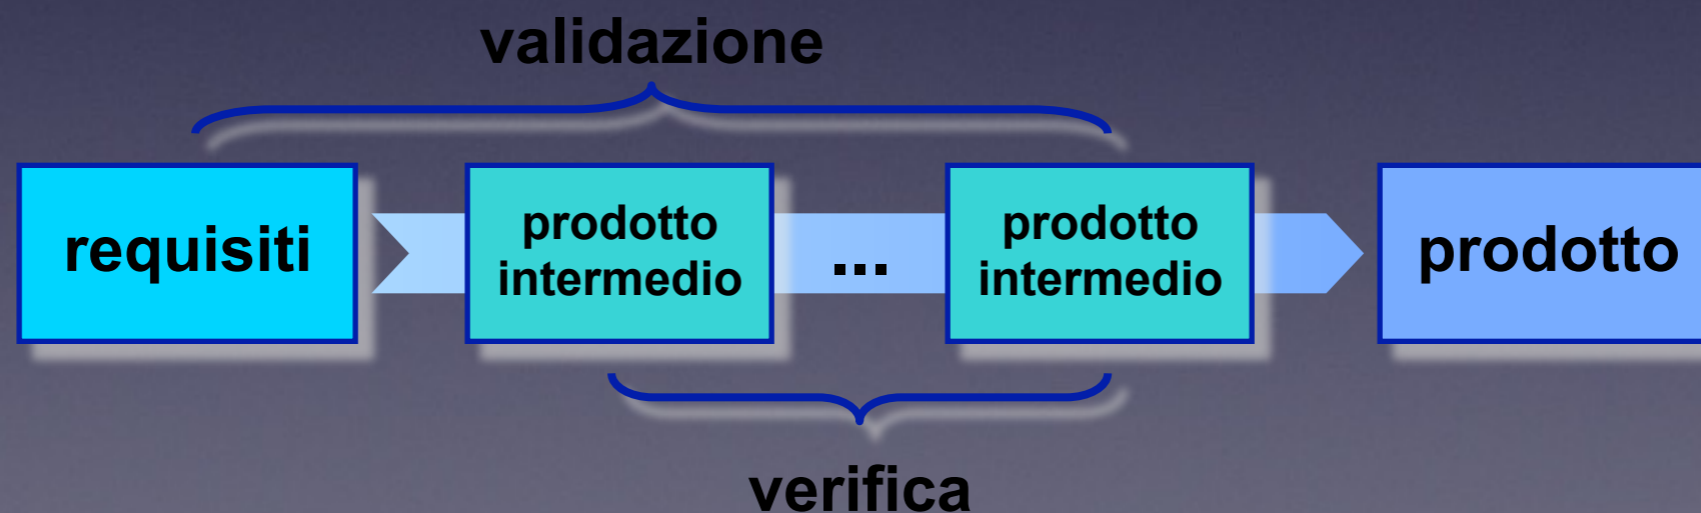 validazione
requisiti
prodotto
intermedio
...
prodotto
intermedio
prodotto
verifica